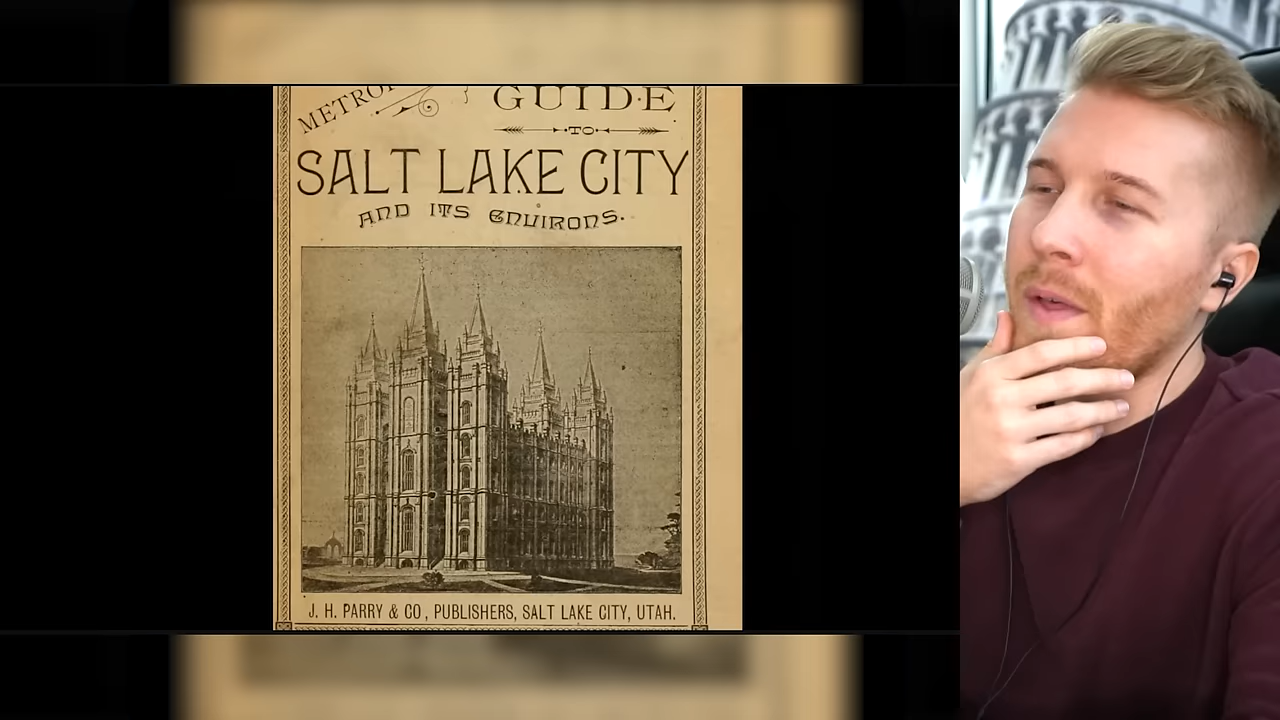 GUIDE
TO
SALT LAKE CITY
AND ITS ENVIRONS.
J. H. PARRY & CO., PUBLISHERS, SALT LAKE CITY, UTAH.